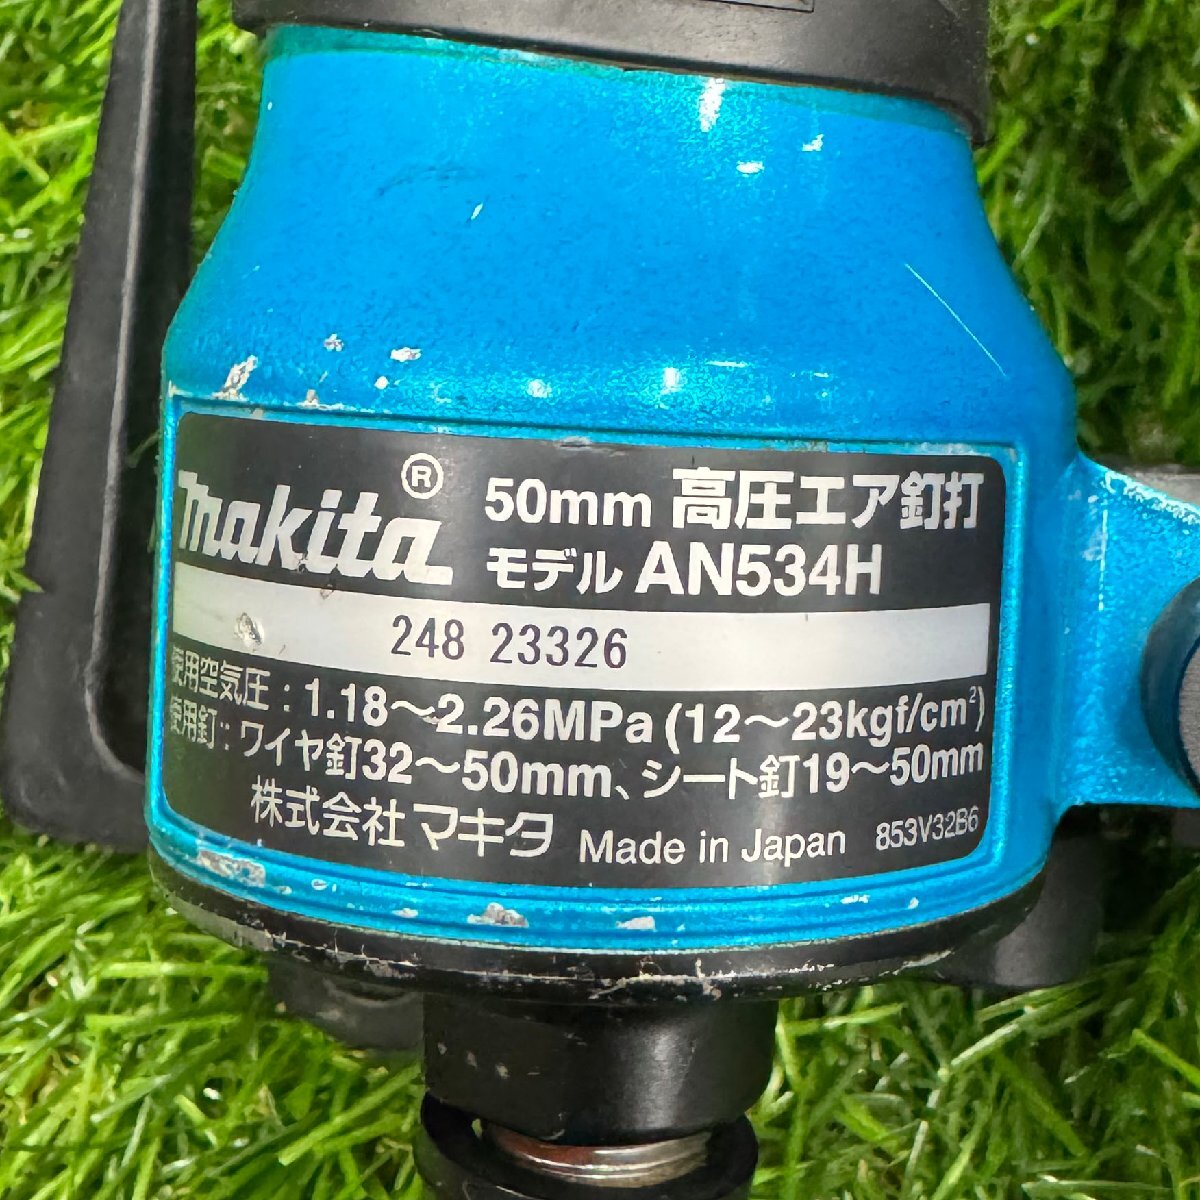 makita® 50mm 高圧エア釘打
モデル AN534H
248 23326
使用空気圧：1.18～2.26MPa (12～23kgf/cm²)
使用釘：ワイヤ釘32～50mm、シート釘19～50mm
株式会社マキタ Made in Japan 853V32B6